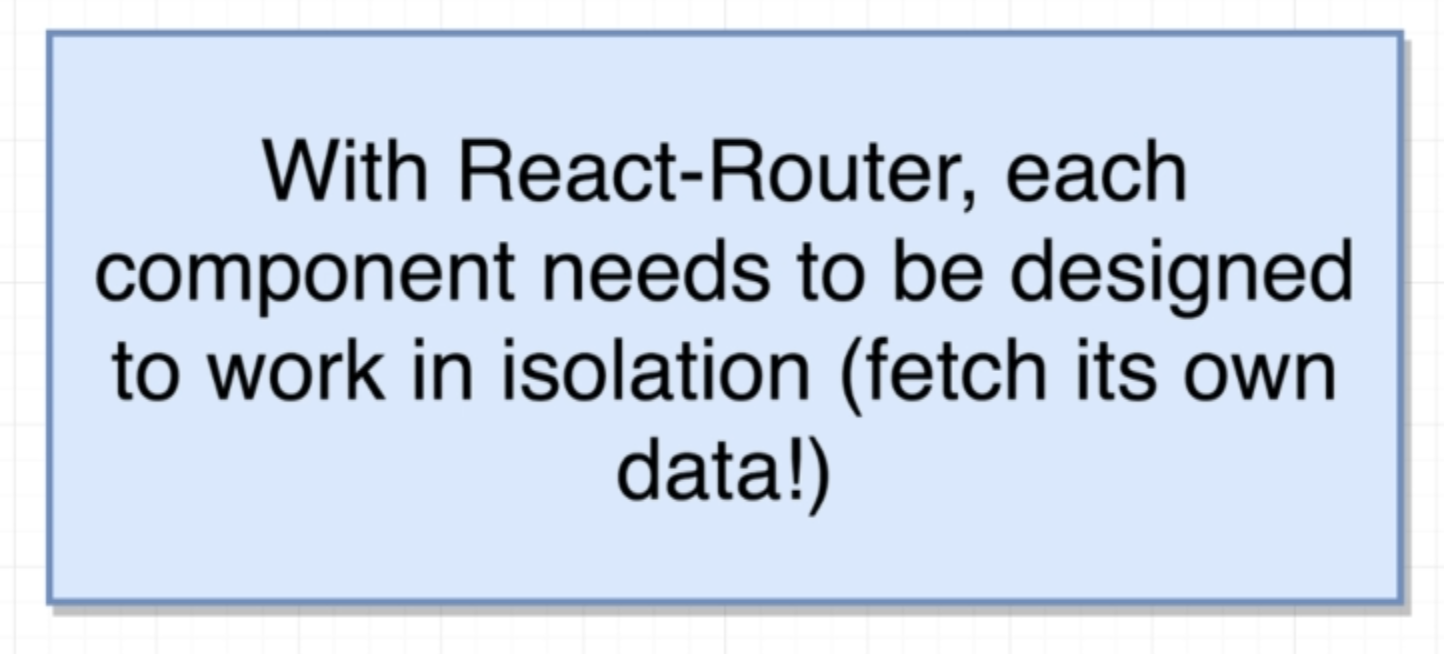 With React-Router, each
component needs to be designed
to work in isolation (fetch its own
data!)